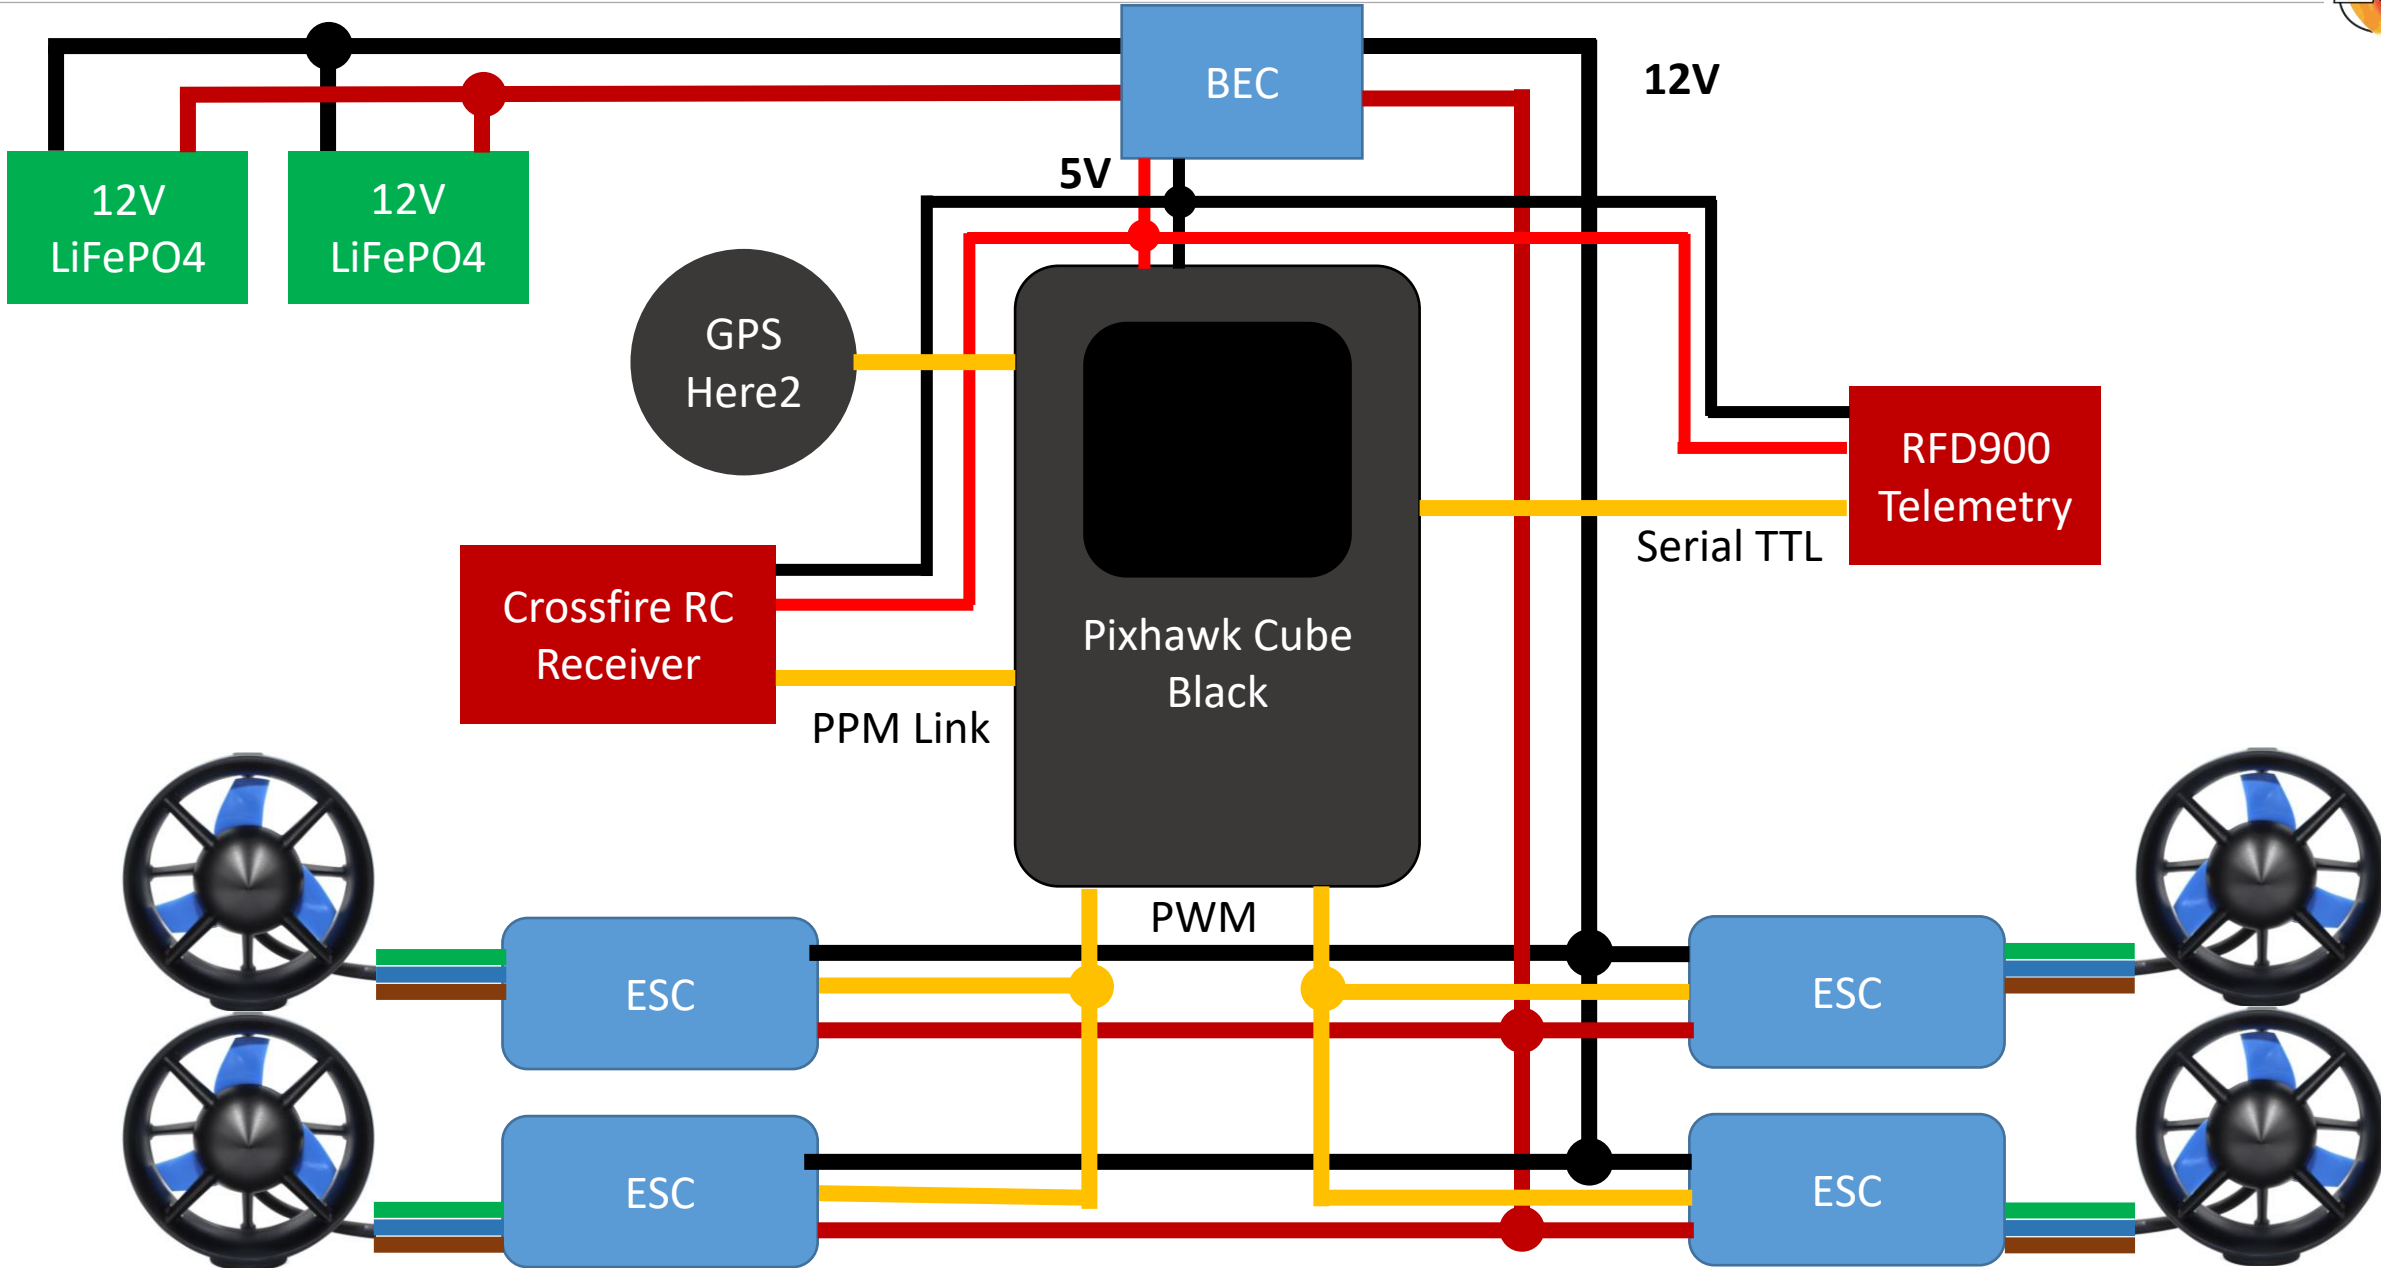 BEC
12V
12V
LiFePO4
12V
LiFePO4
5V
GPS
Here2
RFD900
Telemetry
Serial TTL
Crossfire RC
Receiver
Pixhawk Cube
Black
PPM Link
PWM
ESC
ESC
ESC
ESC